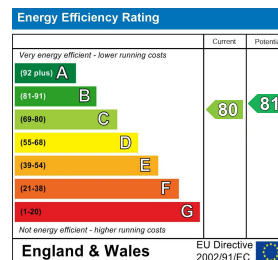 Energy Efficiency Rating
Current Potentia
Very energy efficient - lower running costs
(92 plus) A
(81-91) B
(69-80) C
(55-68) D
(39-54) E
(21-38) F
(1-20) G
80
81
Not energy efficient - higher running costs
England & Wales
EU Directive
2002/91/EC